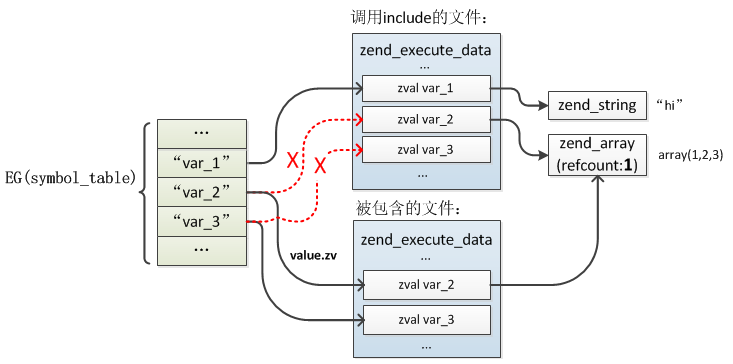 调用include的文件:
zend_execute_data
...
zval var_1
zval var_2
zval var_3
...
zend_string
“hi”
zend_array
(refcount:1)
array(1,2,3)
EG(symbol_table)
...
“var_1”
“var_2”
“var_3”
...
X
X
value.zv
被包含的文件:
zend_execute_data
...
zval var_2
zval var_3
...